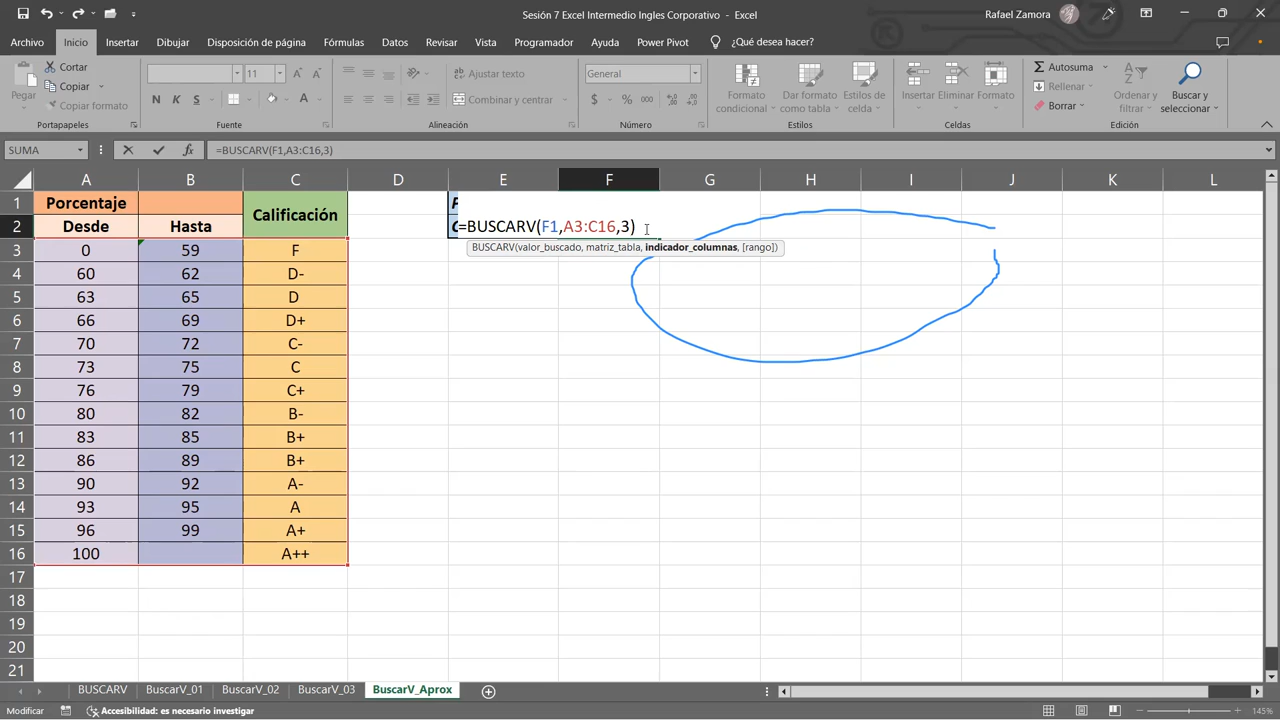 Sesión 7 Excel Intermedio Ingles Corporativo - Excel
Rafael Zamora
Archivo Inicio Insertar Dibujar Disposición de página Fórmulas Datos Revisar Vista Programador Ayuda Power Pivot ¿Qué desea hacer?
Pegar
Cortar
Copiar
Copiar formato
Portapapeles
11
N K S
A A
A
Fuente
Ajustar texto
Combinar y centrar
Alineación
General
$ % 000
Número
Formato condicional
Dar formato como tabla
Estilos de celda
Estilos
Insertar Eliminar Formato
Celdas
Autosuma
Rellenar
Borrar
Ordenar y filtrar
Buscar y seleccionar
Edición
SUMA
fx
=BUSCARV(F1,A3:C16,3)
A B C D E F G H I J K L
1 Porcentaje Calificación
2 Desde Hasta =BUSCARV(F1,A3:C16,3)
BUSCARV(valor_buscado, matriz_tabla, indicador_columnas, [rango])
3 0 59 F
4 60 62 D-
5 63 65 D
6 66 69 D+
7 70 72 C-
8 73 75 C
9 76 79 C+
10 80 82 B-
11 83 85 B+
12 86 89 B+
13 90 92 A-
14 93 95 A
15 96 99 A+
16 100 A++
17
18
19
20
21
BUSCARV BuscarV_01 BuscarV_02 BuscarV_03 BuscarV_Aprox
Modificar Accesibilidad: es necesario investigar 145%